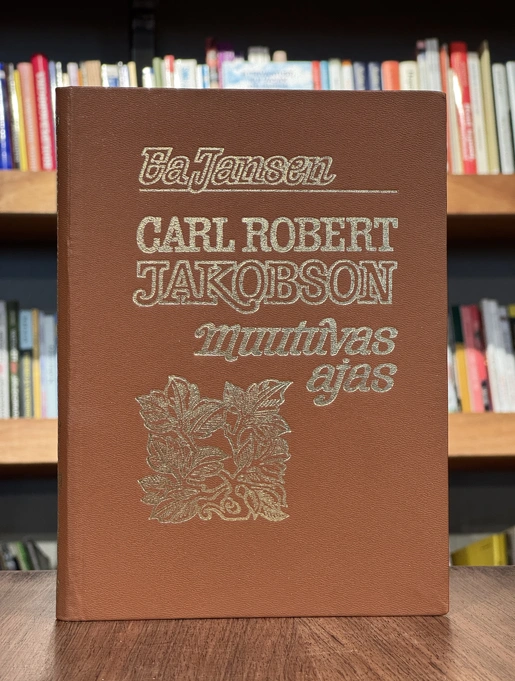 Ea Jansen
CARL ROBERT
JAKOBSON
muutuvas
ajas